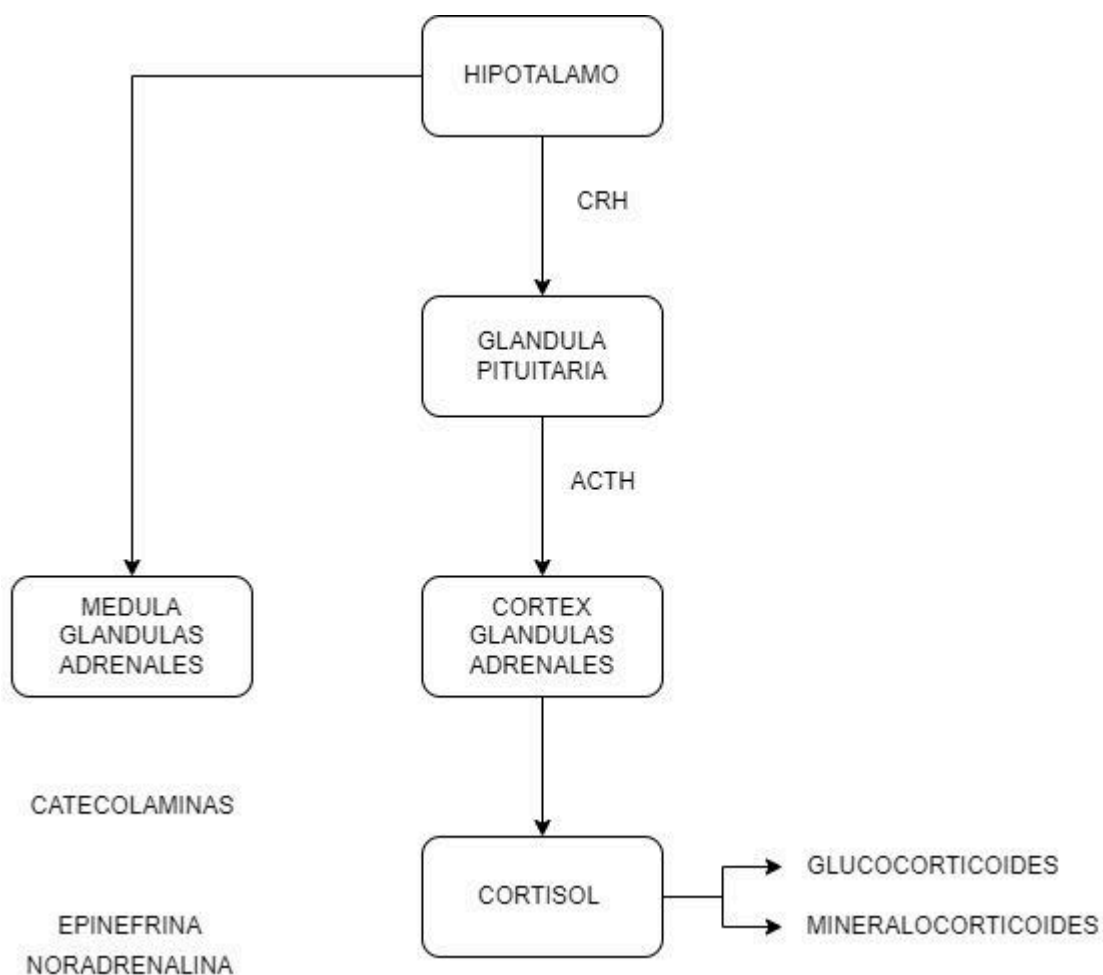 HIPOTALAMO
CRH
GLANDULA
PITUITARIA
ACTH
MEDULA
GLANDULAS
ADRENALES
CORTEX
GLANDULAS
ADRENALES
CATECOLAMINAS
CORTISOL
GLUCOCORTICOIDES
MINERALOCORTICOIDES
EPINEFRINA
NORADRENALINA